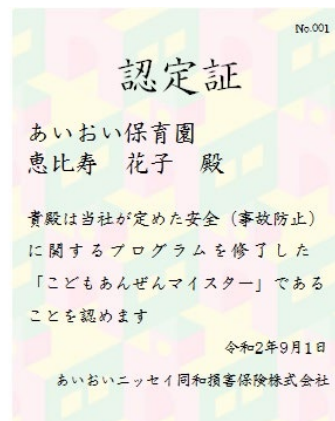 No.001
認定証
あいおい保育園
恵比寿　花子　殿
貴殿は当社が定めた安全（事故防止）
に関するプログラムを修了した
「こどもあんぜんマイスター」である
ことを認めます
令和2年9月1日
あいおいニッセイ同和損害保険株式会社